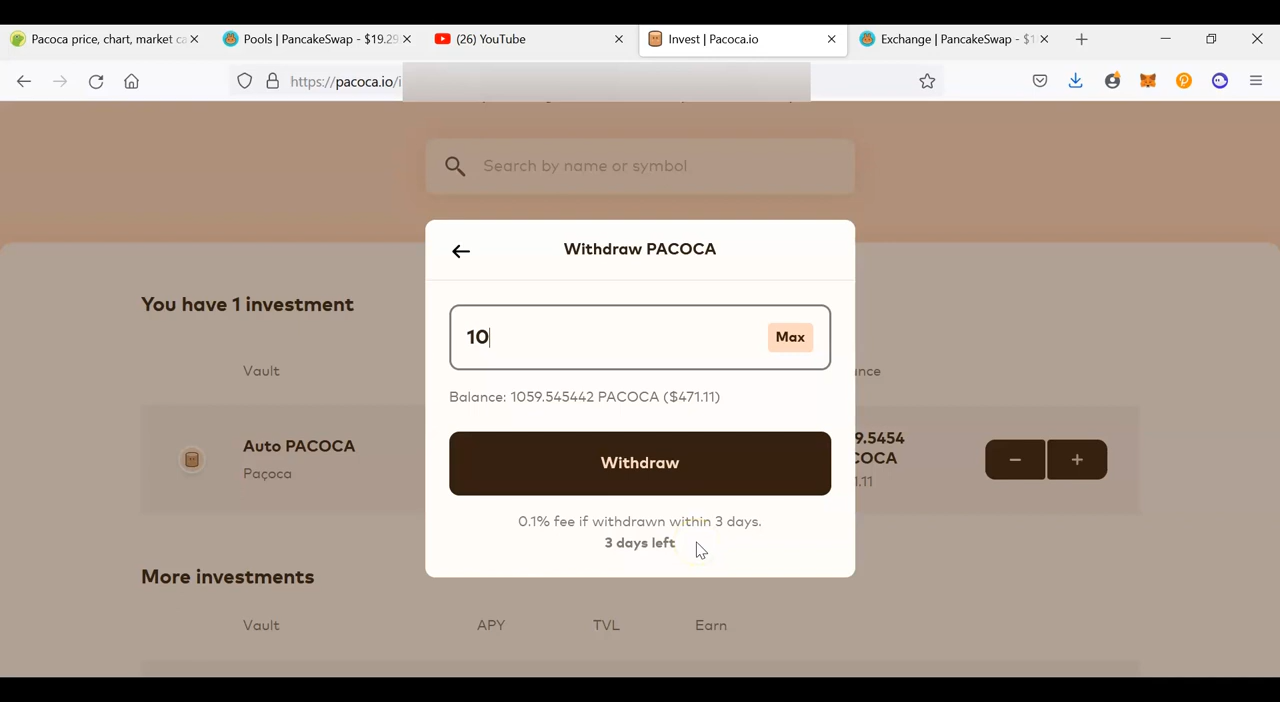 Pacoca price, chart, market ca
Pools | PancakeSwap - $19.29
(26) YouTube
Invest | Pacoca.io
Exchange | PancakeSwap - $1
https://pacoca.io/i
Search by name or symbol
Withdraw PACOCA
10
Max
Balance: 1059.545442 PACOCA ($471.11)
Withdraw
0.1% fee if withdrawn within 3 days.
3 days left
You have 1 investment
Vault
ance
Auto PACOCA
Paçoca
9.5454
COCA
1.11
− +
More investments
Vault APY TVL Earn